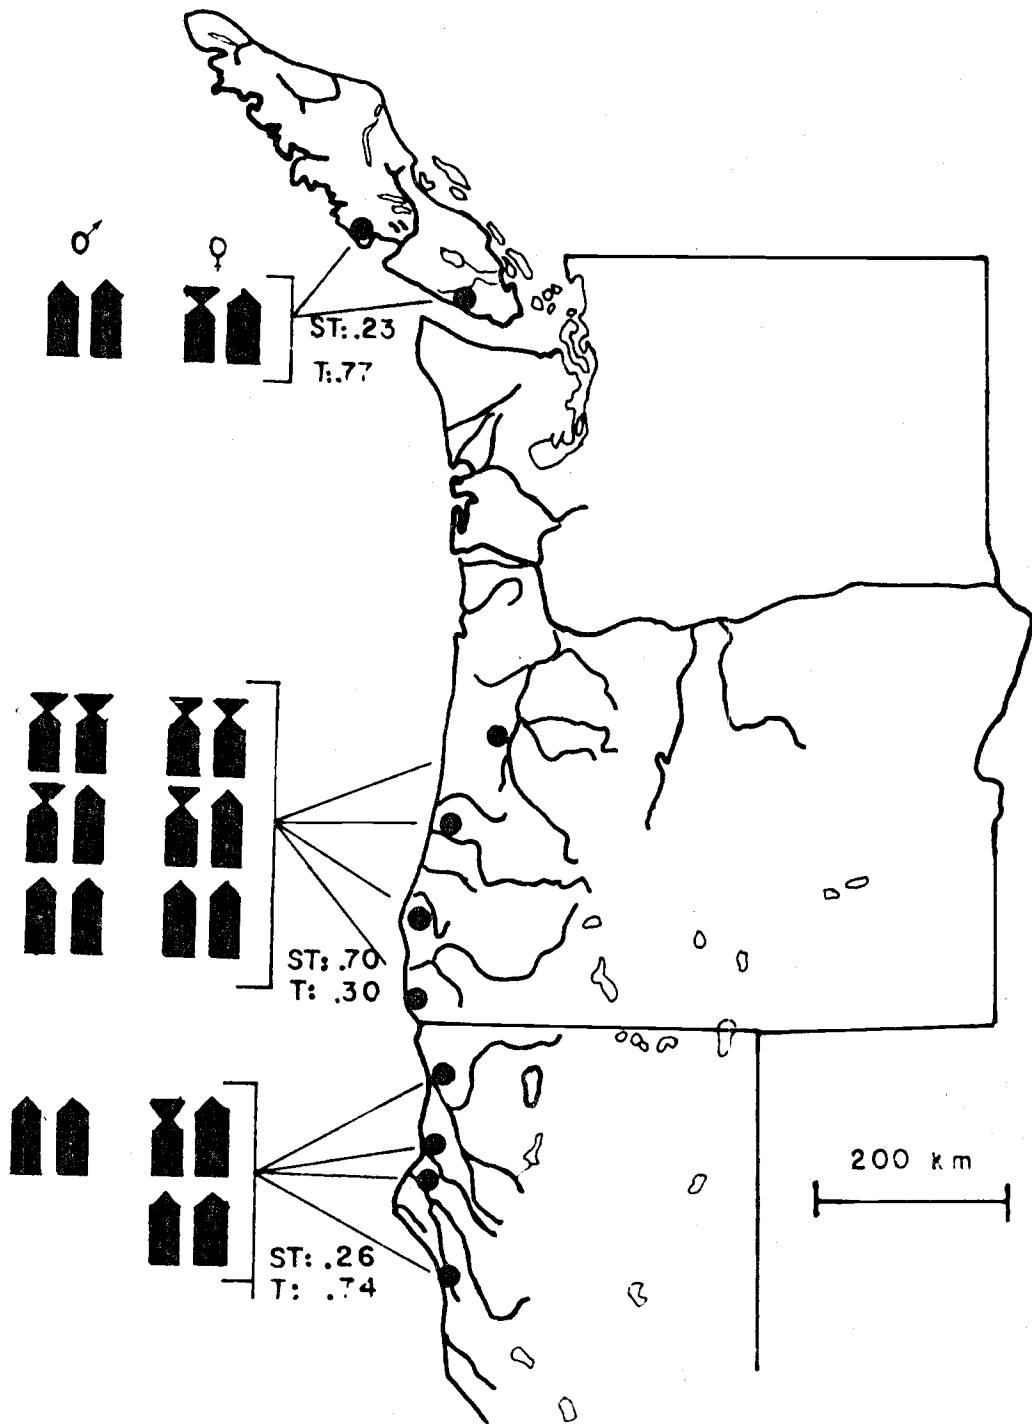 ♂ ♀
ST: .23
T: .77
ST: .70
T: .30
200 km
ST: .26
T: .74